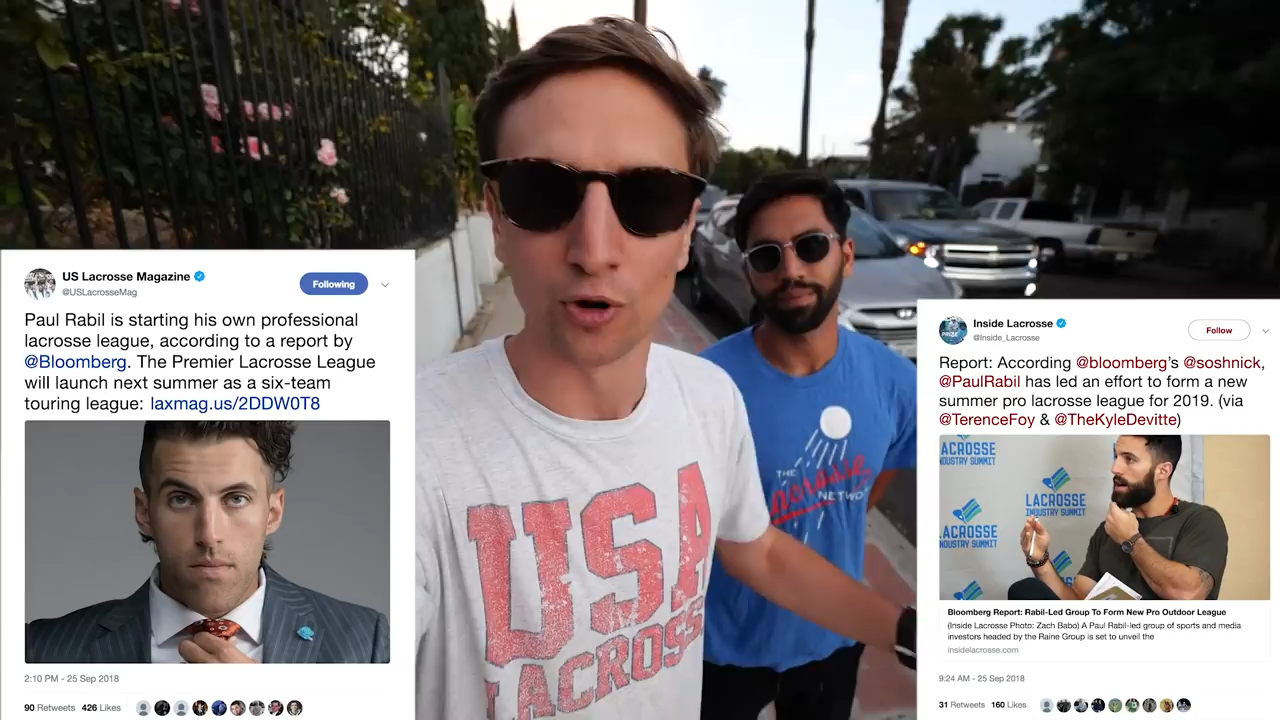 US Lacrosse Magazine
@USLacrosseMag
Following
Paul Rabil is starting his own professional
lacrosse league, according to a report by
@Bloomberg. The Premier Lacrosse League
will launch next summer as a six-team
touring league: laxmag.us/2DDW0T8
2:10 PM - 25 Sep 2018
90 Retweets 426 Likes
USA
LACROSSE
THE
Lacrosse
NETWO
Inside Lacrosse
@Inside_Lacrosse
Follow
Report: According @bloomberg's @soshnick,
@PaulRabil has led an effort to form a new
summer pro lacrosse league for 2019. (via
@TerenceFoy & @TheKyleDevitte)
LACROSSE
INDUSTRY SUMMIT
LACROSSE
INDUSTRY SUMMIT
LACROSSE
INDUSTRY SUMMIT
Bloomberg Report: Rabil-Led Group To Form New Pro Outdoor League
(Inside Lacrosse Photo: Zach Babo) A Paul Rabil-led group of sports and media
investors headed by the Raine Group is set to unveil the
insidelacrosse.com
9:24 AM - 25 Sep 2018
31 Retweets 160 Likes